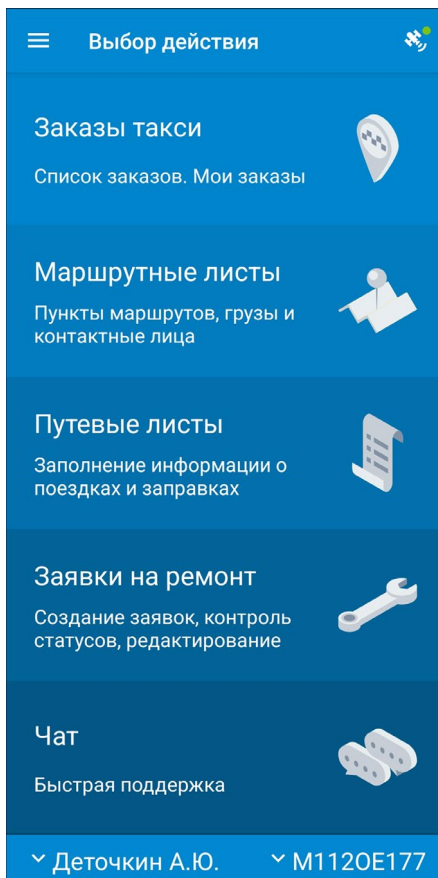 Выбор действия
Заказы такси
Список заказов. Мои заказы
Маршрутные листы
Пункты маршрутов, грузы и
контактные лица
Путевые листы
Заполнение информации о
поездках и заправках
Заявки на ремонт
Создание заявок, контроль
статусов, редактирование
Чат
Быстрая поддержка
Деточкин А.Ю. М112ОЕ177